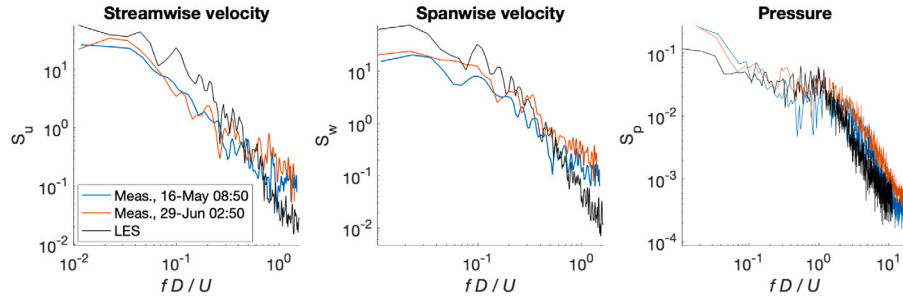 Streamwise velocity
S_u
10^1
10^0
10^-1
10^-2
Meas., 16-May 08:50
Meas., 29-Jun 02:50
LES
10^-2
10^-1
10^0
f D / U
Spanwise velocity
S_w
10^1
10^0
10^-1
10^-2
10^-1
10^0
f D / U
Pressure
S_p
10^-1
10^-2
10^-3
10^-4
10^-1
10^0
10^1
f D / U